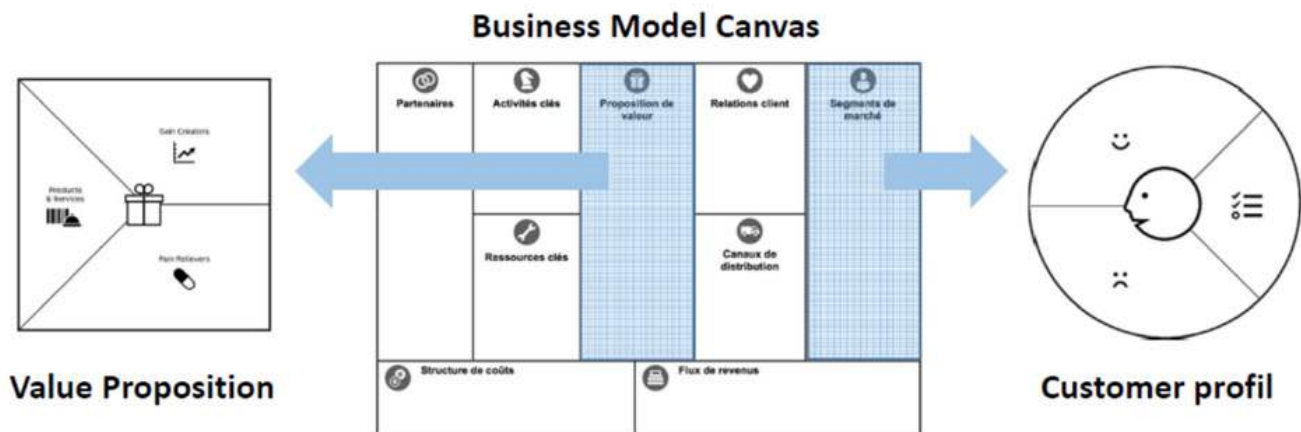 Business Model Canvas
Gain Creators
Products
& Services
Pain Relievers
Value Proposition
Partenaires
Activités clés
Proposition de
valeur
Relations client
Segments de
marché
Ressources clés
Canaux de
distribution
Structure de coûts
Flux de revenus
Customer profil